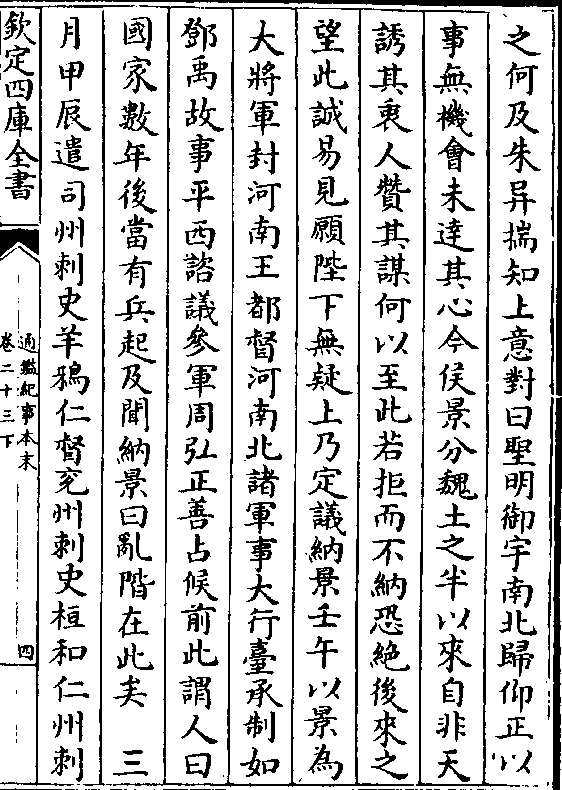 之何及朱异揣知上意對曰聖明御宇南北歸仰正以
事無機會未達其心今侯景分魏土之半以來自非天
誘其衷人贊其謀何以至此若拒而不納恐絶後來之
望此誠易見願陛下無疑上乃定議納景壬午以景為
大將軍封河南王都督河南北諸軍事大行臺承制如
鄧禹故事平西諮議參軍周弘正善占候前此謂人曰
國家數年後當有兵起及聞納景曰亂階在此矣　三
月甲辰遣司州刺史羊鴉仁督兗州刺史桓和仁州刺
欽定四庫全書
通鑑紀事本末
卷二十三下
四